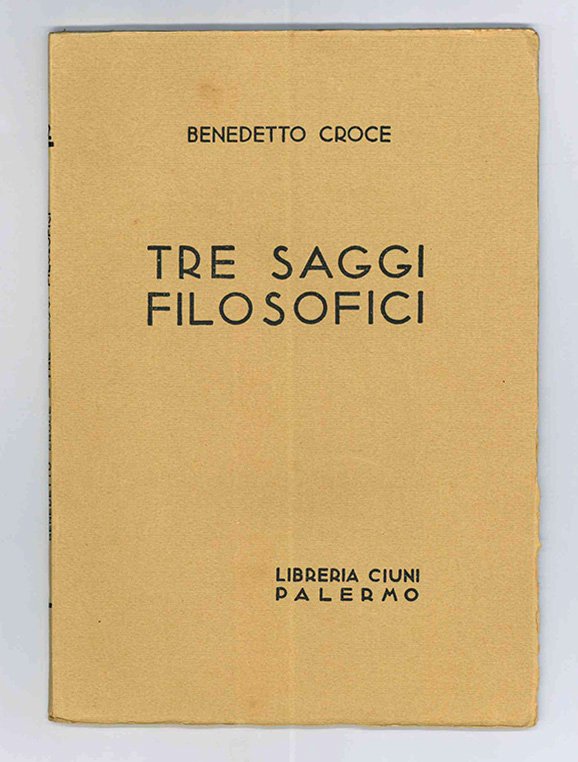 BENEDETTO CROCE
TRE SAGGI
FILOSOFICI
LIBRERIA CIUNI
PALERMO